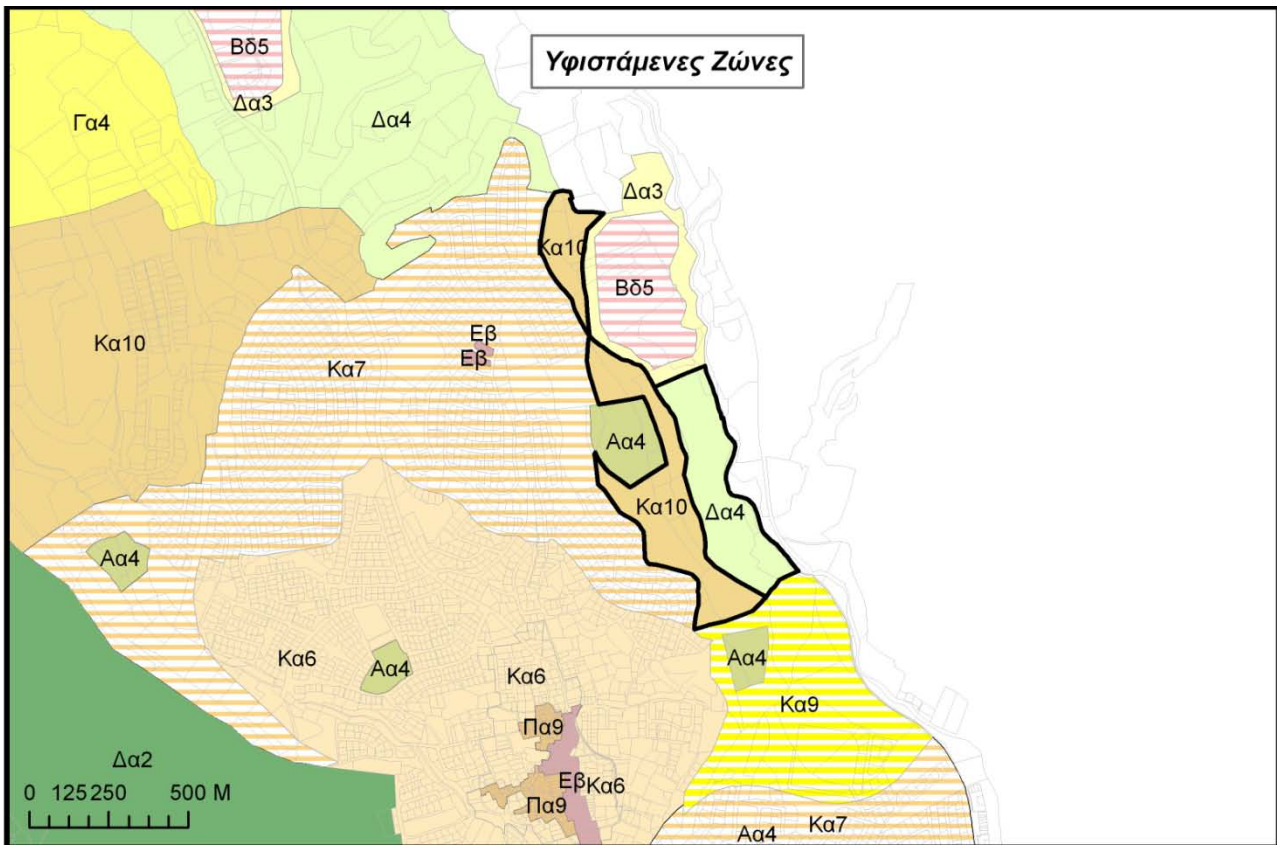 Υφιστάμενες Ζώνες
Βδ5
Δα3
Γα4
Δα4
Δα3
Κα10
Βδ5
Κα10
Εβ
Εβ
Κα7
Αα4
Κα10
Δα4
Αα4
Κα6
Αα4
Κα6
Αα4
Κα9
Πα9
Δα2
Εβ
Κα6
Πα9
0 125 250 500 M
Αα4
Κα7